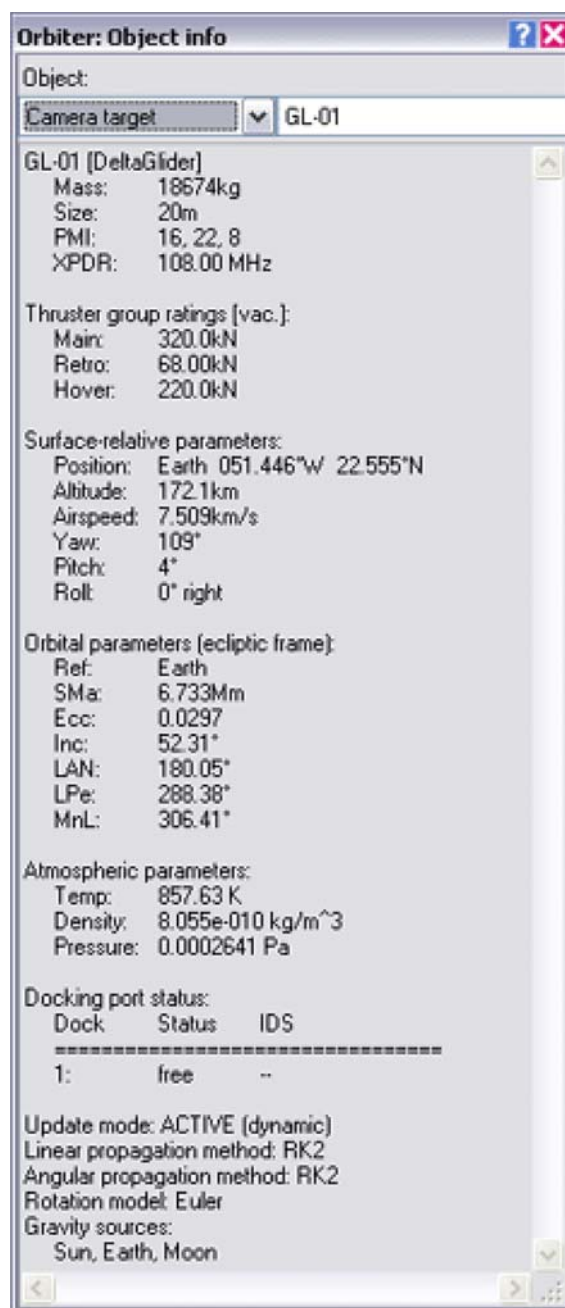 Orbiter: Object info
Object:
Camera target GL-01
GL-01 [DeltaGlider]
Mass: 18674kg
Size: 20m
PMI: 16, 22, 8
XPDR: 108.00 MHz
Thruster group ratings [vac.]:
Main: 320.0kN
Retro: 68.00kN
Hover: 220.0kN
Surface-relative parameters:
Position: Earth 051.446°W 22.555°N
Altitude: 172.1km
Airspeed: 7.509km/s
Yaw: 109°
Pitch: 4°
Roll: 0° right
Orbital parameters (ecliptic frame):
Ref: Earth
SMa: 6.733Mm
Ecc: 0.0297
Inc: 52.31°
LAN: 180.05°
LPe: 288.38°
MnL: 306.41°
Atmospheric parameters:
Temp: 857.63 K
Density: 8.055e-010 kg/m^3
Pressure: 0.0002641 Pa
Docking port status:
Dock Status IDS
=================================
1: free --
Update mode: ACTIVE (dynamic)
Linear propagation method: RK2
Angular propagation method: RK2
Rotation model: Euler
Gravity sources:
Sun, Earth, Moon